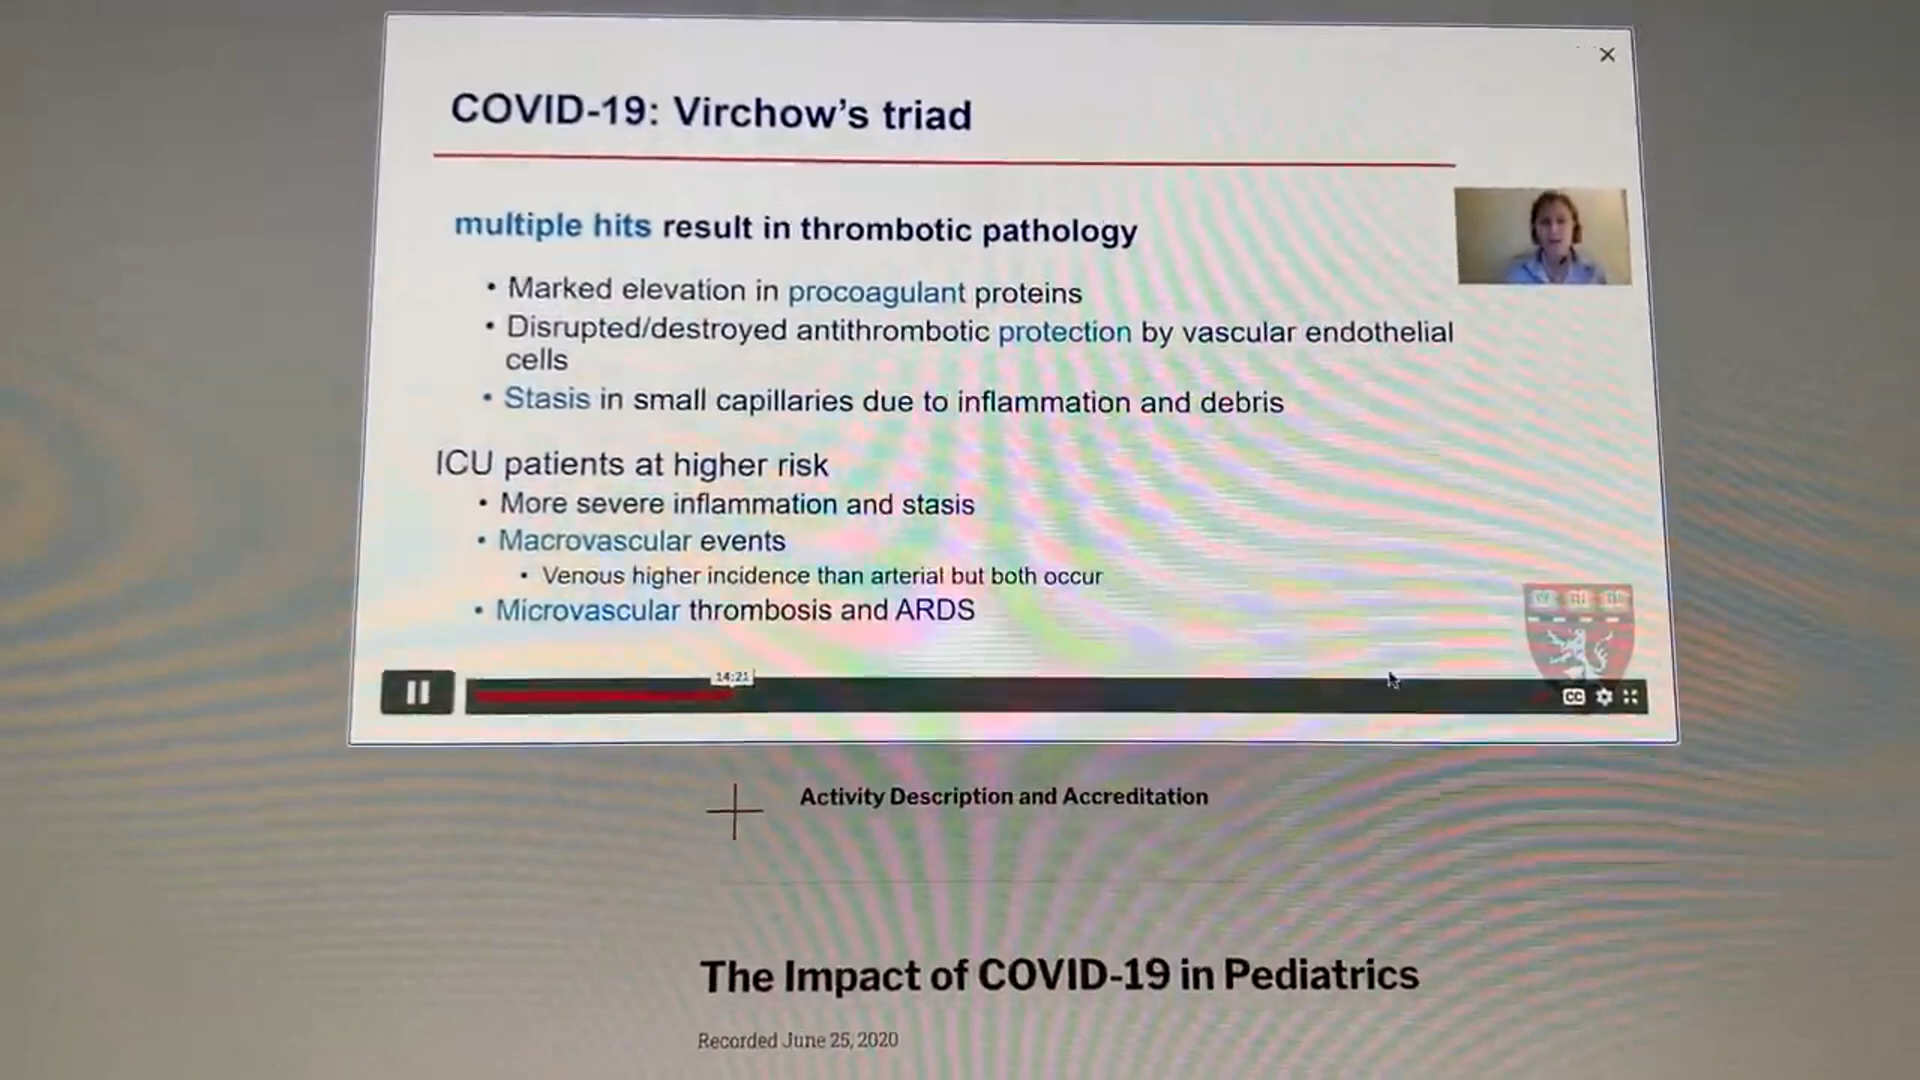 COVID-19: Virchow's triad
multiple hits result in thrombotic pathology
• Marked elevation in procoagulant proteins
• Disrupted/destroyed antithrombotic protection by vascular endothelial
cells
• Stasis in small capillaries due to inflammation and debris
ICU patients at higher risk
• More severe inflammation and stasis
• Macrovascular events
• Venous higher incidence than arterial but both occur
• Microvascular thrombosis and ARDS
14:21
CC
Activity Description and Accreditation
The Impact of COVID-19 in Pediatrics
Recorded June 25, 2020